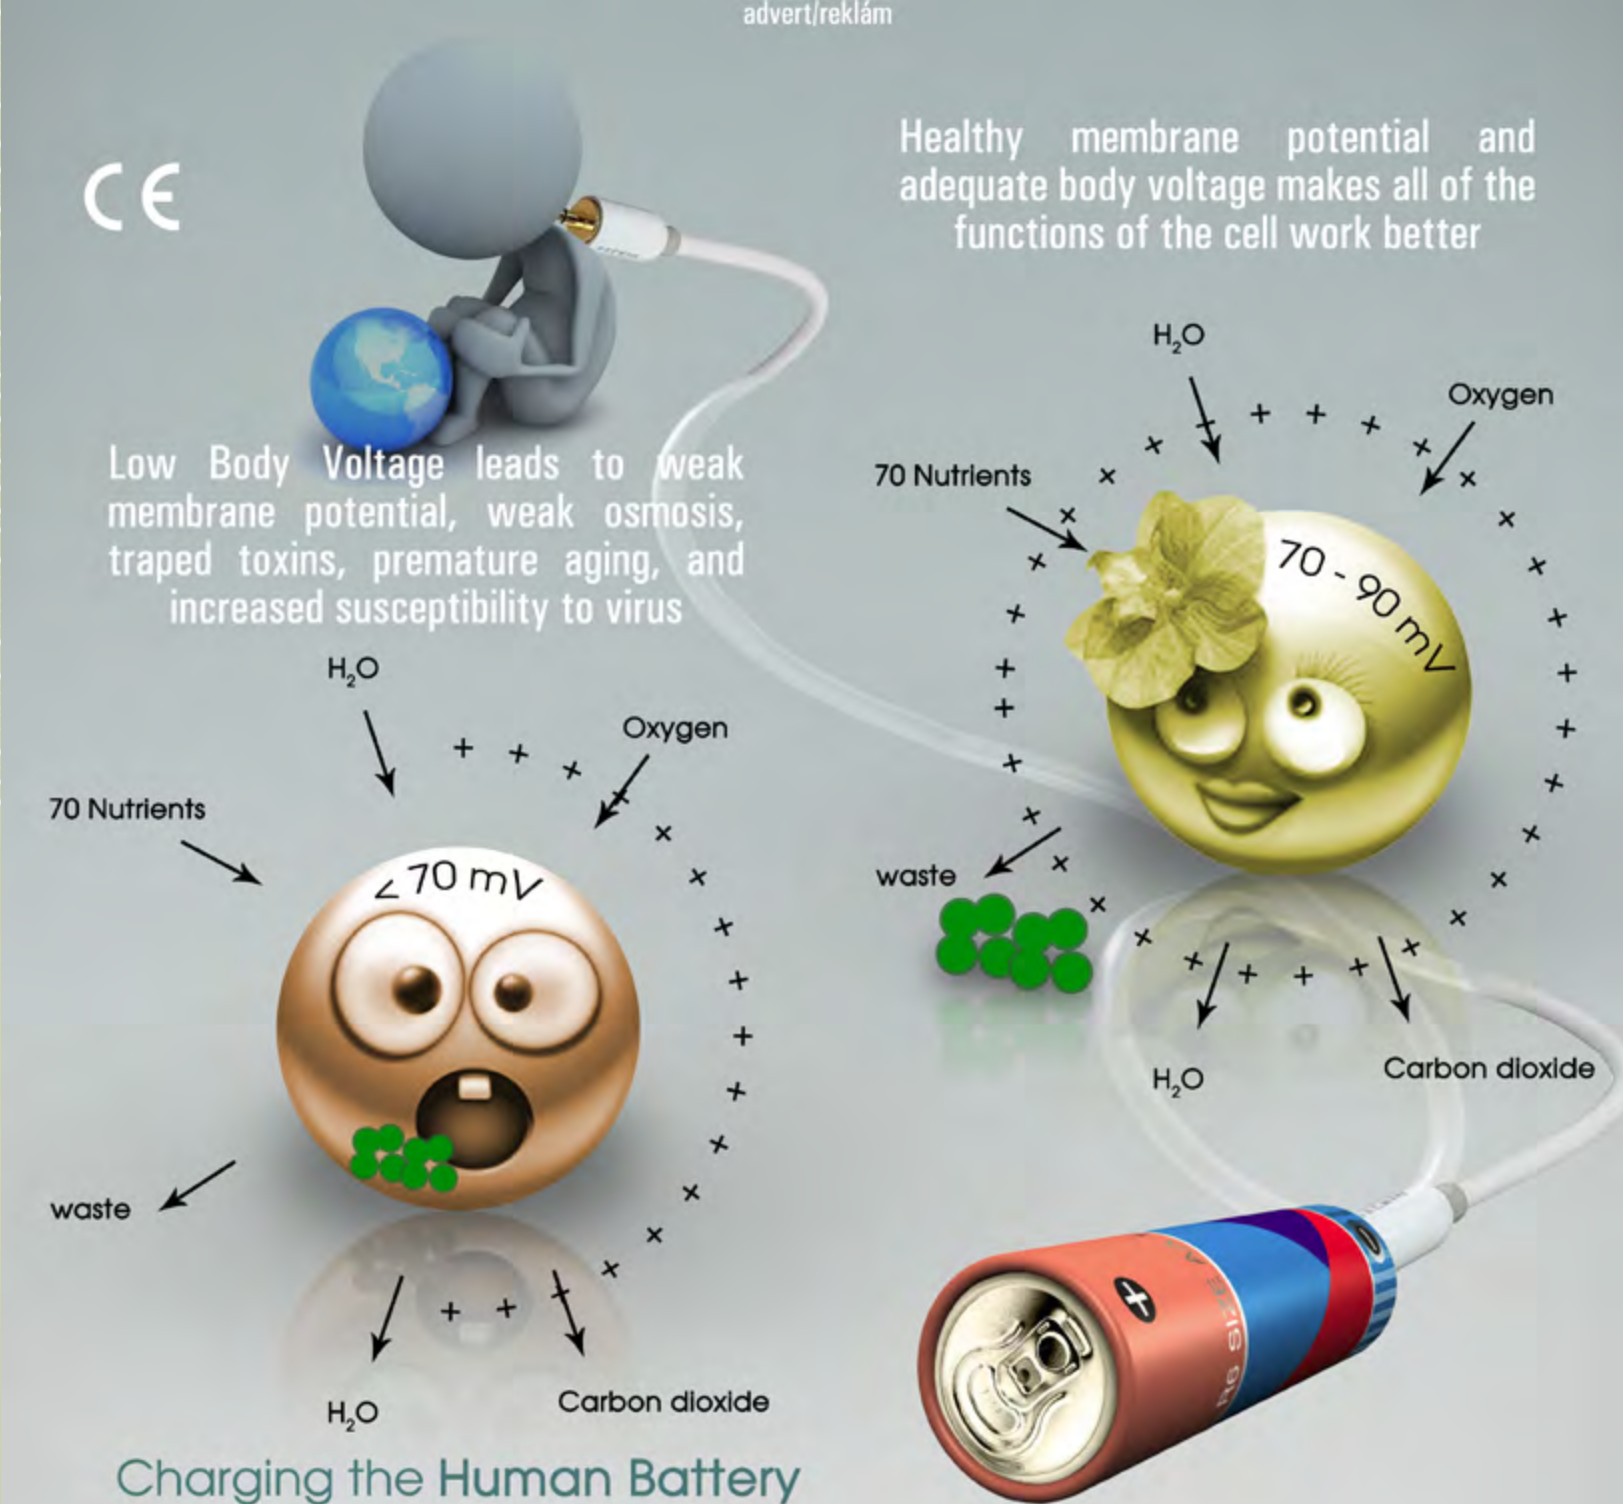 advert/reklám
CE
Healthy membrane potential and
adequate body voltage makes all of the
functions of the cell work better
Low Body Voltage leads to weak
membrane potential, weak osmosis,
traped toxins, premature aging, and
increased susceptibility to virus
H₂O
Oxygen
70 Nutrients
70 - 90 mV
waste
H₂O
Carbon dioxide
H₂O
Oxygen
70 Nutrients
<70 mV
waste
H₂O
Carbon dioxide
R6 SIZE
Charging the Human Battery